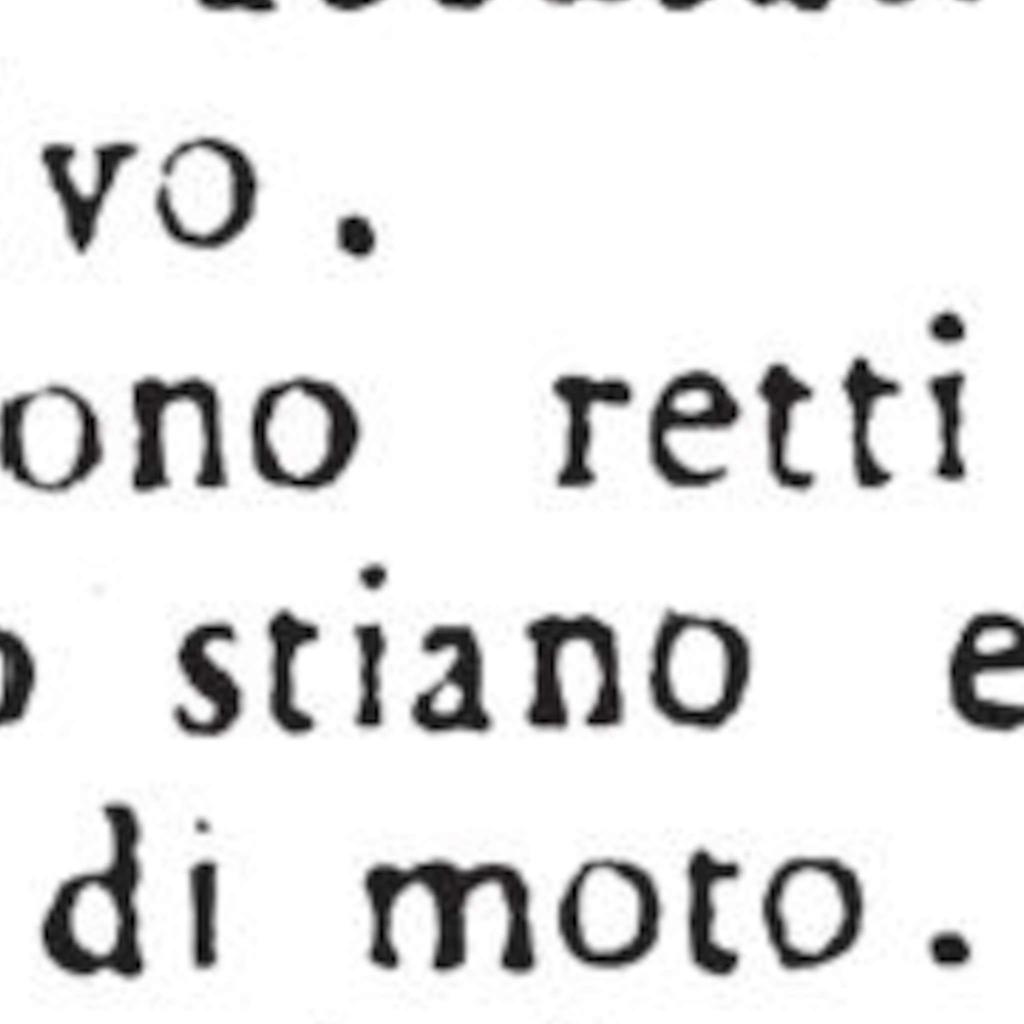 vo .
ono retti
o stiano e
di moto .